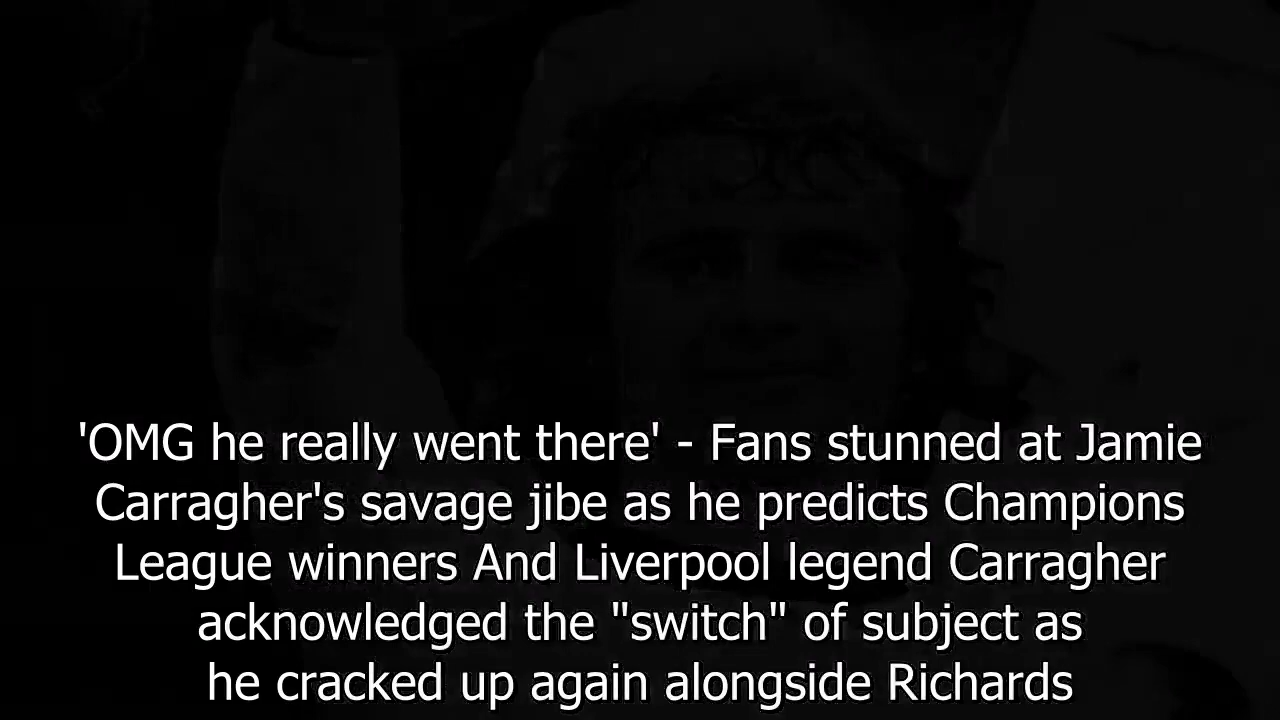 'OMG he really went there' - Fans stunned at Jamie
Carragher's savage jibe as he predicts Champions
League winners And Liverpool legend Carragher
acknowledged the "switch" of subject as
he cracked up again alongside Richards